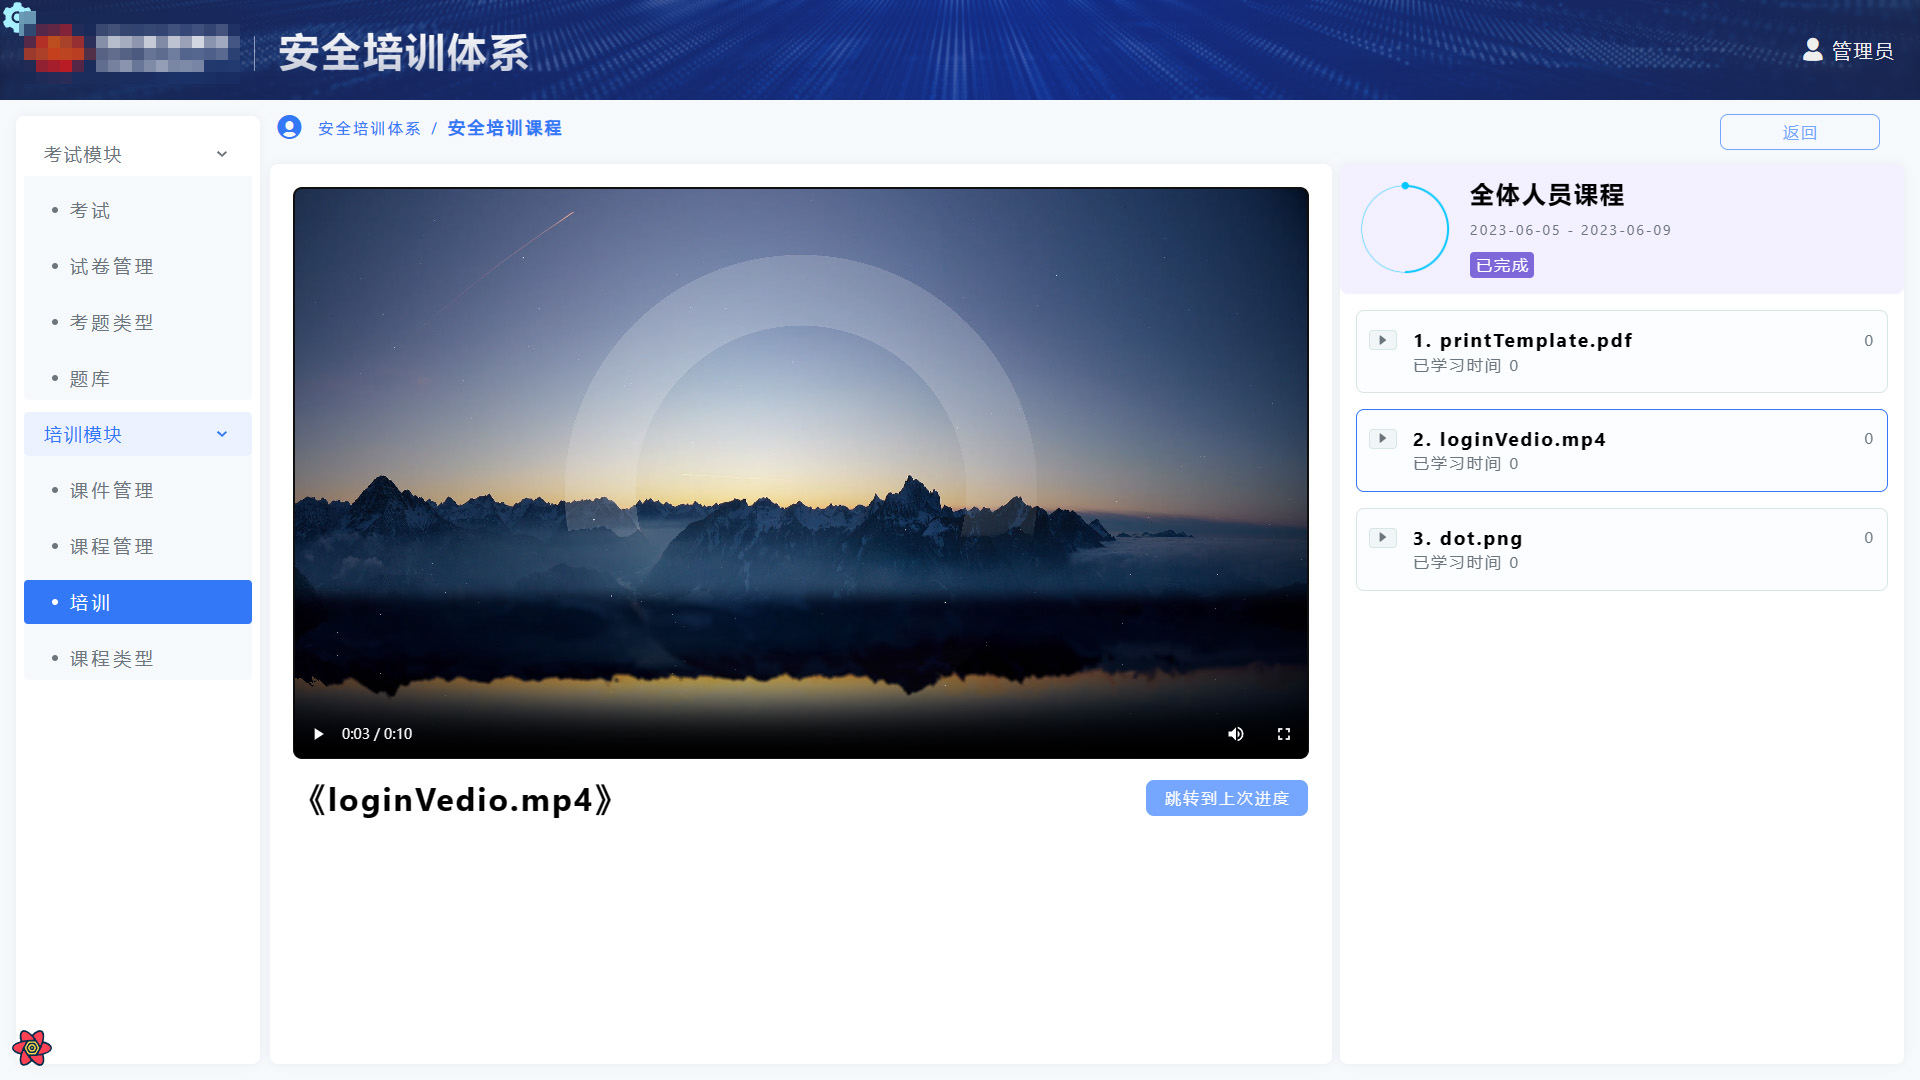 安全培训体系
管理员
考试模块
考试
试卷管理
考题类型
题库
培训模块
课件管理
课程管理
培训
课程类型
安全培训体系 / 安全培训课程
返回
0:03 / 0:10
《loginVedio.mp4》
跳转到上次进度
全体人员课程
2023-06-05 - 2023-06-09
已完成
1. printTemplate.pdf 0
已学习时间 0
2. loginVedio.mp4 0
已学习时间 0
3. dot.png 0
已学习时间 0